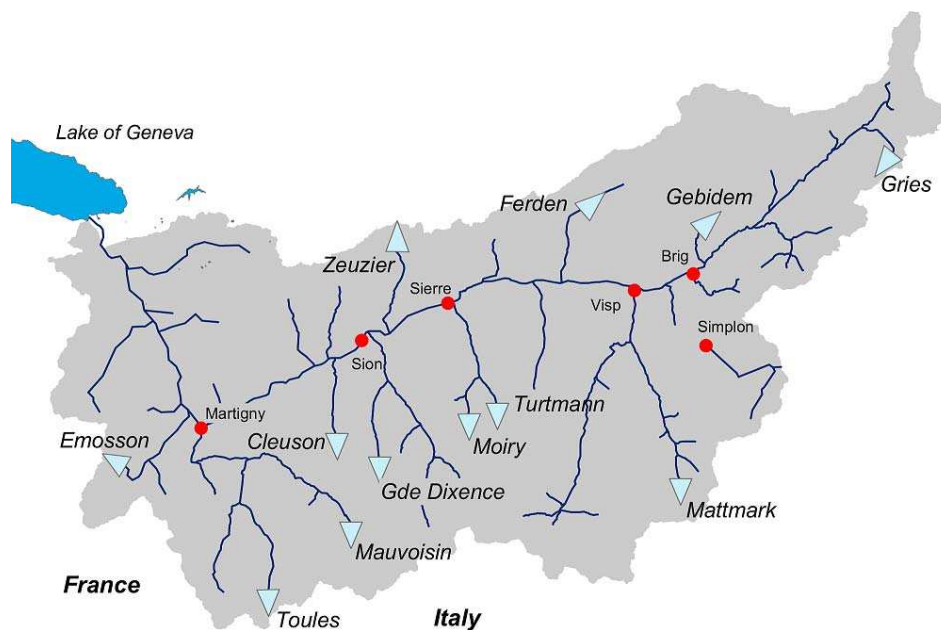 Lake of Geneva
Gries
Ferden
Gebidem
Zeuzier
Brig
Sierre
Visp
Simplon
Sion
Turtmann
Martigny
Emosson
Cleuson
Moiry
Gde Dixence
Mattmark
Mauvoisin
France
Toules
Italy